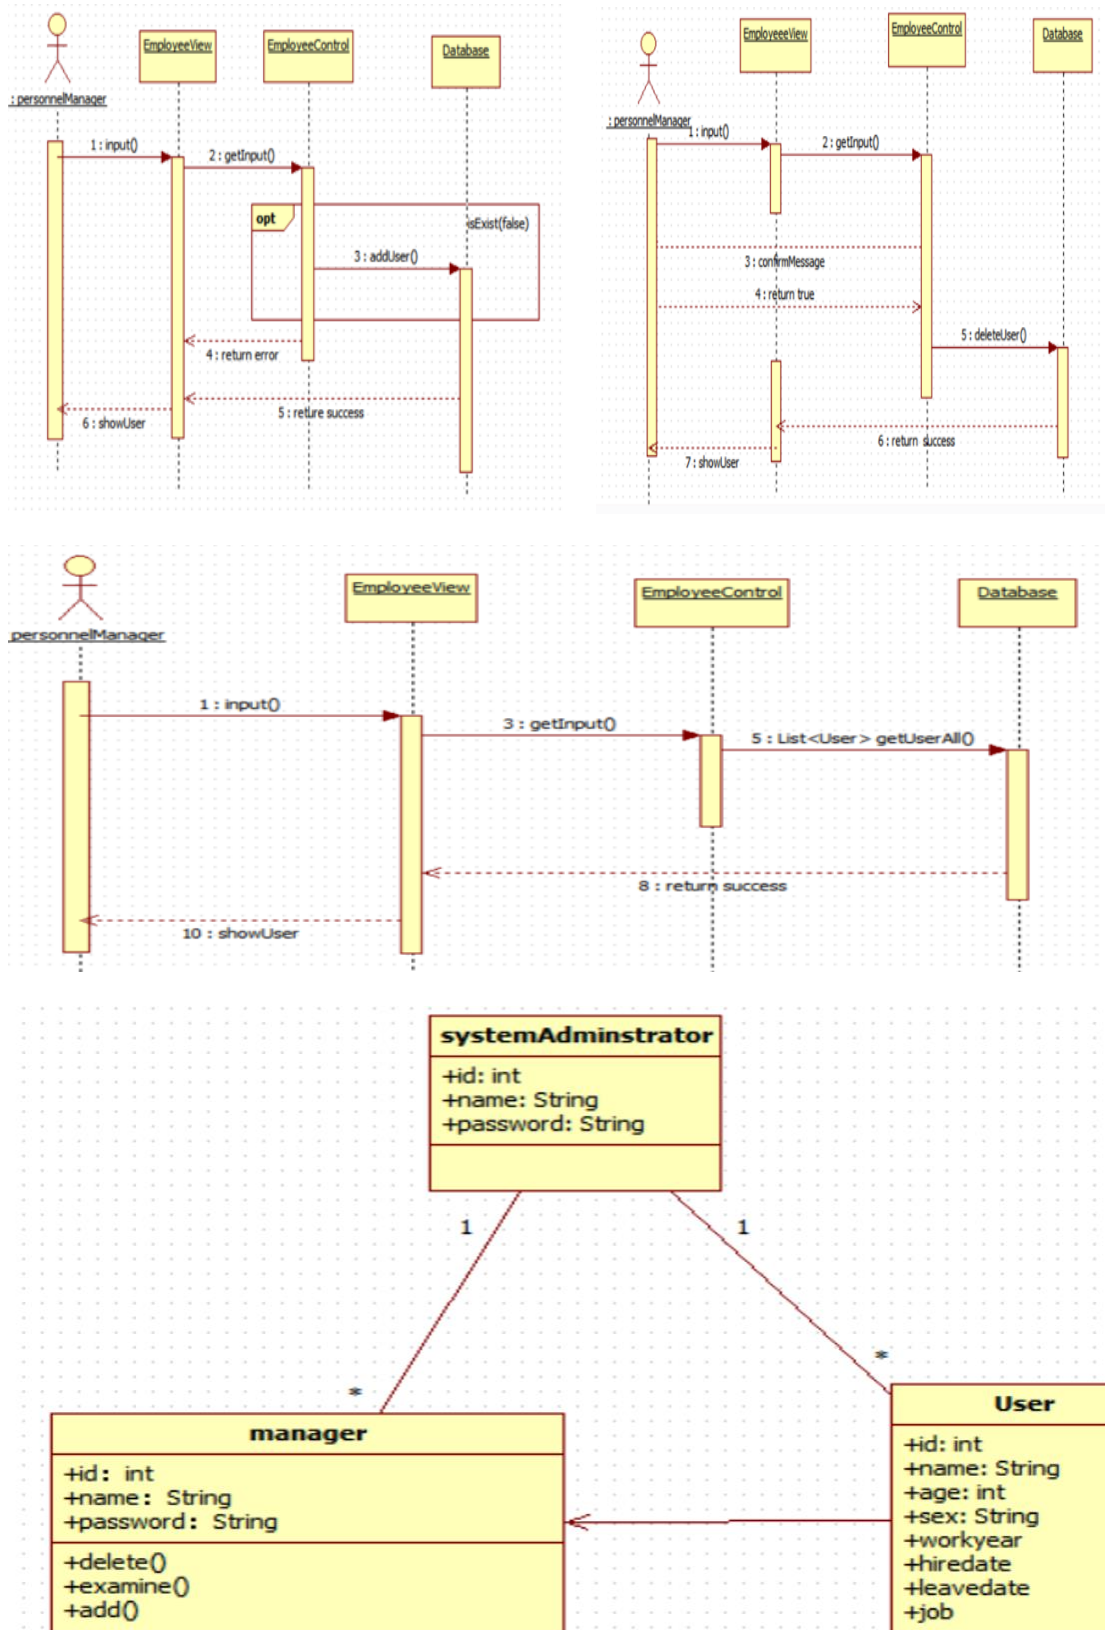 EmployeeView
EmployeeControl
Database
: personnelManager
1 : input()
2 : getInput()
opt
isExist(false)
3 : addUser()
4 : return error
5 : reture success
6 : showUser
EmployeeeView
EmployeeControl
Database
: personnelManager
1 : input()
2 : getInput()
3 : confirmMessage
4 : return true
5 : deleteUser()
6 : return success
7 : showUser
EmployeeView
EmployeeControl
Database
personnelManager
1 : input()
3 : getInput()
5 : List<User> getUserAll()
8 : return success
10 : showUser
systemAdminstrator
+id: int
+name: String
+password: String
1
1
*
*
manager
+id: int
+name: String
+password: String
+delete()
+examine()
+add()
User
+id: int
+name: String
+age: int
+sex: String
+workyear
+hiredate
+leavedate
+job